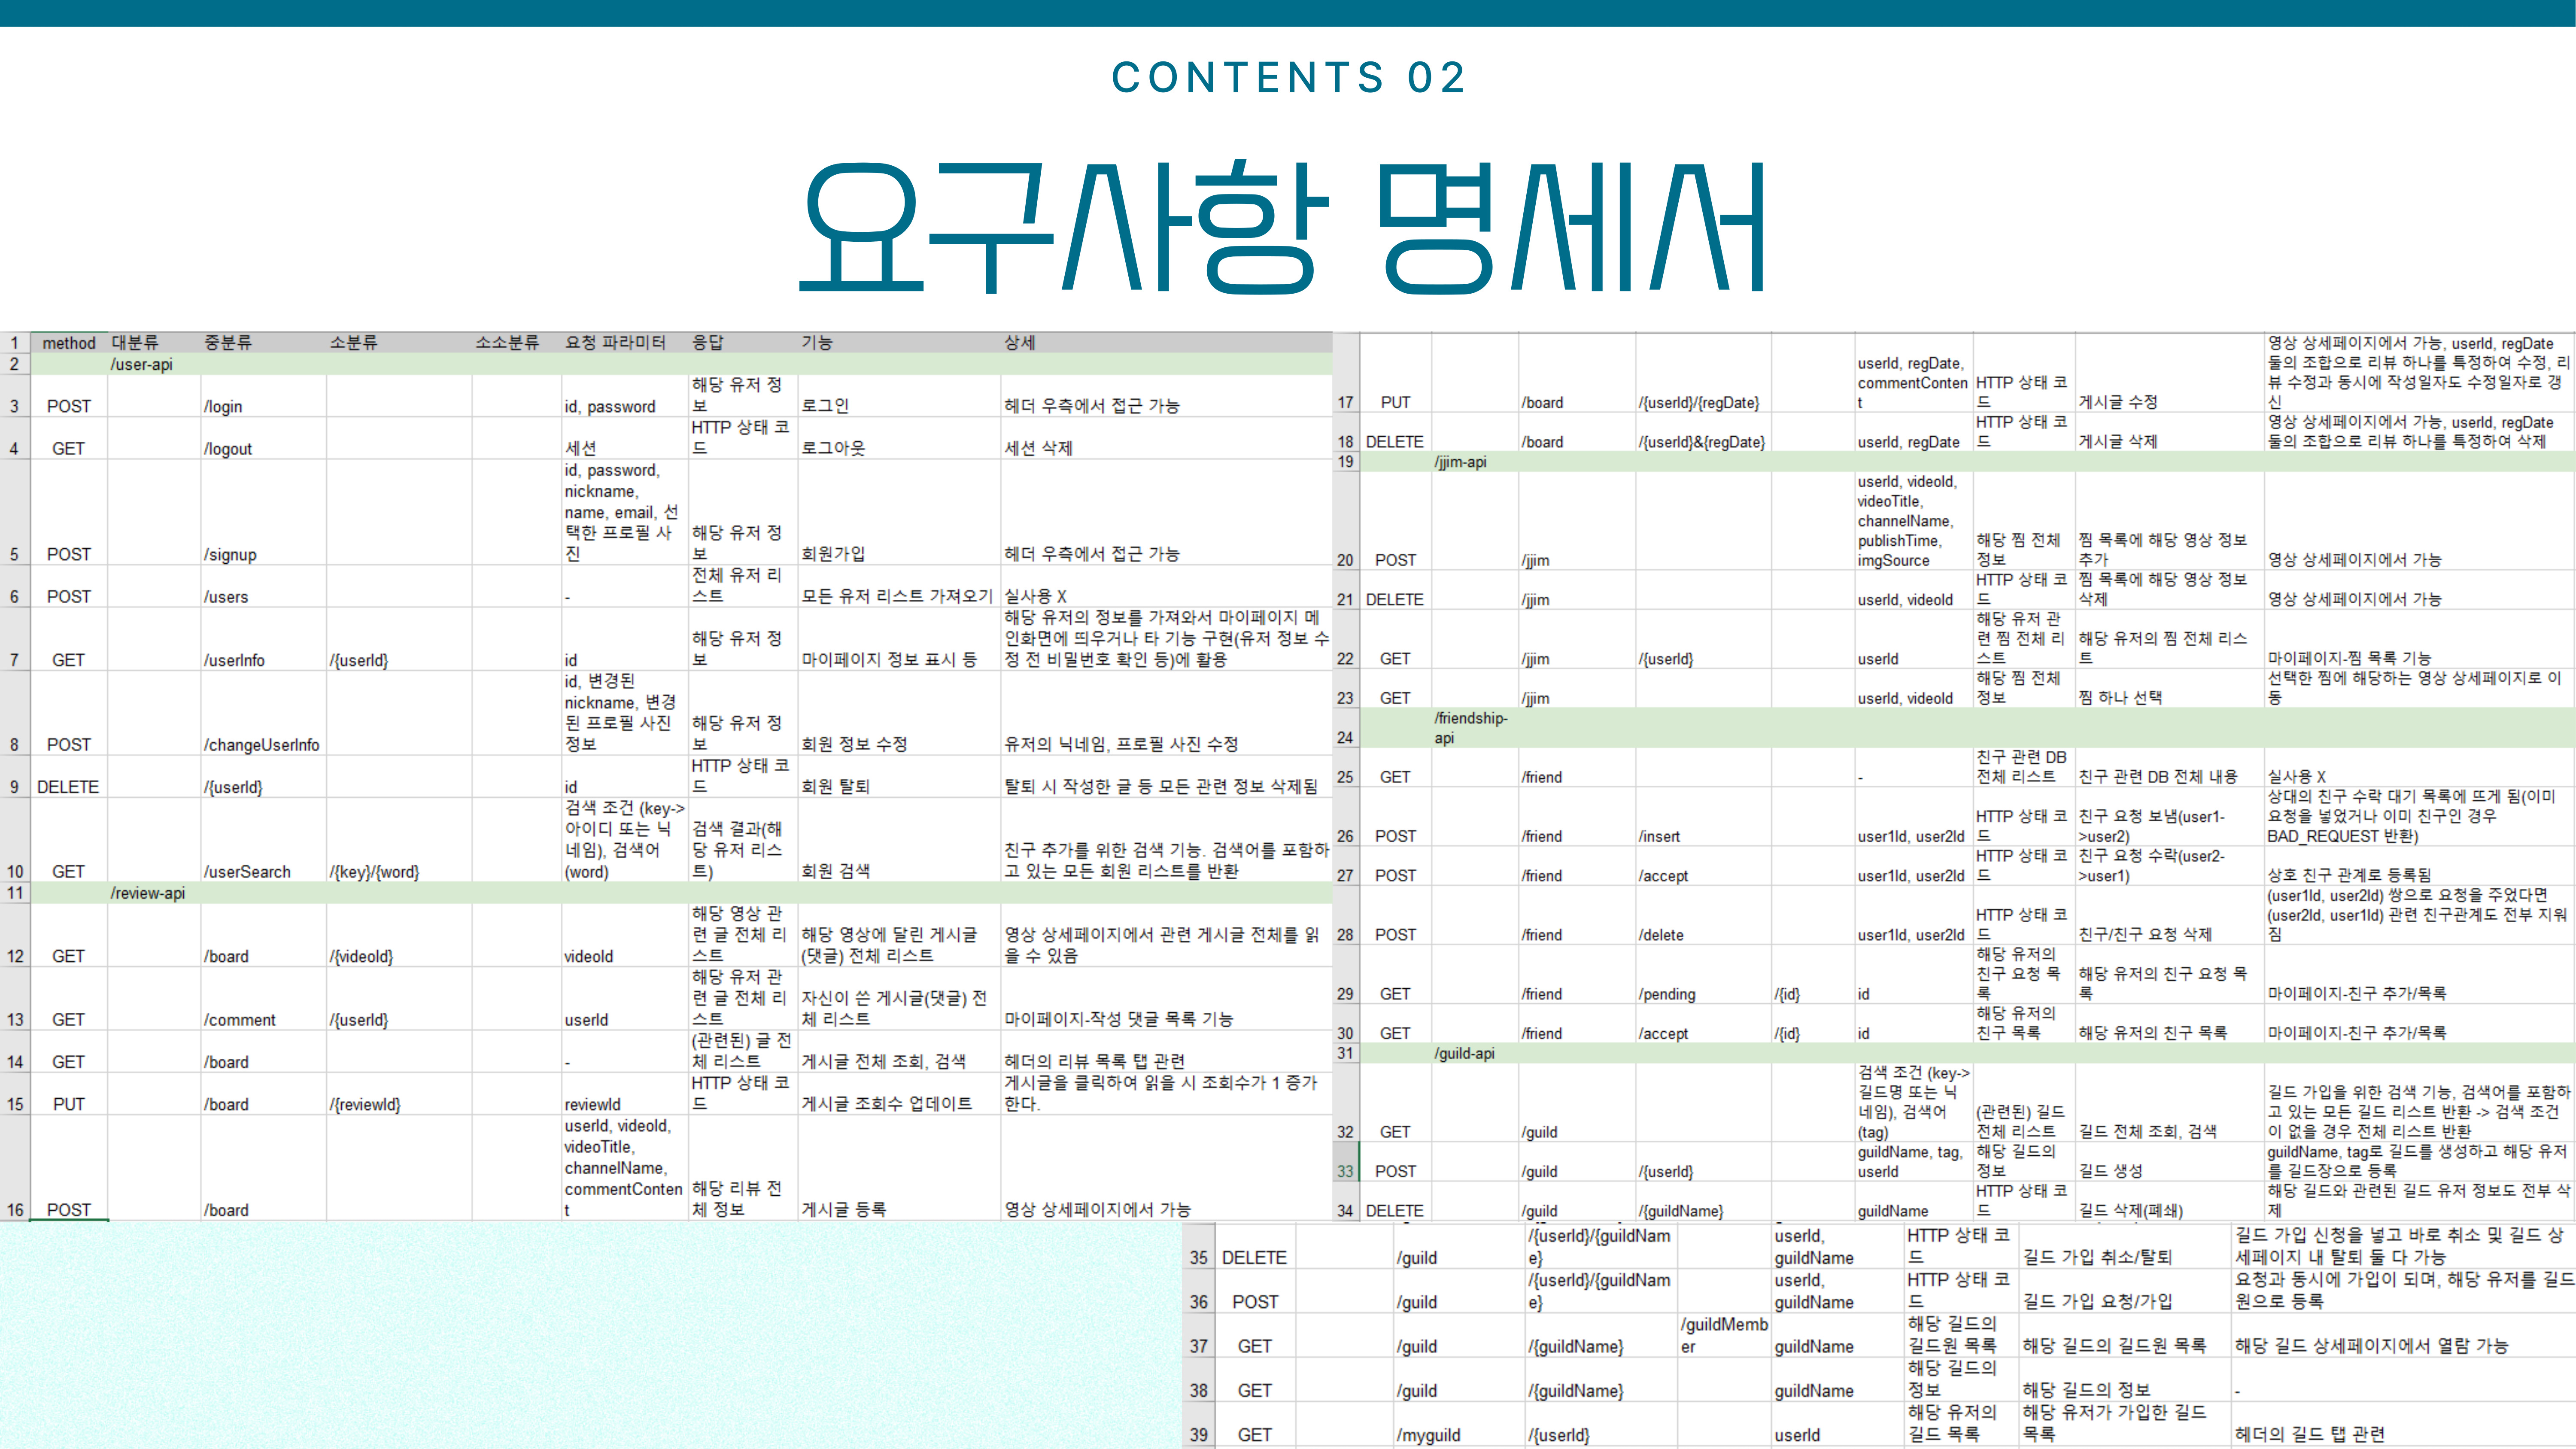 CONTENTS 02
요구사항 명세서
1 method 대분류 중분류 소분류 소소분류 요청 파라미터 응답 기능 상세
2 /user-api
3 POST /login id, password 해당 유저 정보 로그인 헤더 우측에서 접근 가능
4 GET /logout 세션 HTTP 상태 코드 로그아웃 세션 삭제
5 POST /signup id, password, nickname, name, email, 선택한 프로필 사진 해당 유저 정보 회원가입 헤더 우측에서 접근 가능
6 POST /users - 전체 유저 리스트 모든 유저 리스트 가져오기 실사용 X
7 GET /userInfo /{userId} id 해당 유저 정보 마이페이지 정보 표시 등 해당 유저의 정보를 가져와서 마이페이지 메인화면에 띄우거나 타 기능 구현(유저 정보 수정 전 비밀번호 확인 등)에 활용
8 POST /changeUserInfo id, 변경된 nickname, 변경된 프로필 사진 정보 해당 유저 정보 회원 정보 수정 유저의 닉네임, 프로필 사진 수정
9 DELETE /{userId} id HTTP 상태 코드 회원 탈퇴 탈퇴 시 작성한 글 등 모든 관련 정보 삭제됨
10 GET /userSearch /{key}/{word} 검색 조건 (key->아이디 또는 닉네임), 검색어(word) 검색 결과(해당 유저 리스트) 회원 검색 친구 추가를 위한 검색 기능. 검색어를 포함하고 있는 모든 회원 리스트를 반환
11 /review-api
12 GET /board /{videoId} videoId 해당 영상 관련 글 전체 리스트 해당 영상에 달린 게시글(댓글) 전체 리스트 영상 상세페이지에서 관련 게시글 전체를 읽을 수 있음
13 GET /comment /{userId} userId 해당 유저 관련 글 전체 리스트 자신이 쓴 게시글(댓글) 전체 리스트 마이페이지-작성 댓글 목록 기능
14 GET /board - (관련된) 글 전체 리스트 게시글 전체 조회, 검색 헤더의 리뷰 목록 탭 관련
15 PUT /board /{reviewId} reviewId HTTP 상태 코드 게시글 조회수 업데이트 게시글을 클릭하여 읽을 시 조회수가 1 증가한다.
16 POST /board userId, videoId, videoTitle, channelName, commentContent 해당 리뷰 전체 정보 게시글 등록 영상 상세페이지에서 가능
17 PUT /board /{userId}/{regDate} userId, regDate, commentContent HTTP 상태 코드 게시글 수정 영상 상세페이지에서 가능, userId, regDate 둘의 조합으로 리뷰 하나를 특정하여 수정, 리뷰 수정과 동시에 작성일자도 수정일자로 갱신
18 DELETE /board /{userId}&{regDate} userId, regDate HTTP 상태 코드 게시글 삭제 영상 상세페이지에서 가능, userId, regDate 둘의 조합으로 리뷰 하나를 특정하여 삭제
19 /jjim-api
20 POST /jjim userId, videoId, videoTitle, channelName, publishTime, imgSource 해당 찜 전체 정보 찜 목록에 해당 영상 정보 추가 영상 상세페이지에서 가능
21 DELETE /jjim userId, videoId HTTP 상태 코드 찜 목록에 해당 영상 정보 삭제 영상 상세페이지에서 가능
22 GET /jjim /{userId} userId 해당 유저 관련 찜 전체 리스트 해당 유저의 찜 전체 리스트 마이페이지-찜 목록 기능
23 GET /jjim userId, videoId 해당 찜 전체 정보 찜 하나 선택 선택한 찜에 해당하는 영상 상세페이지로 이동
24 /friendship-api
25 GET /friend - 친구 관련 DB 전체 리스트 친구 관련 DB 전체 내용 실사용 X
26 POST /friend /insert user1Id, user2Id HTTP 상태 코드 친구 요청 보냄(user1->user2) 상대의 친구 수락 대기 목록에 뜨게 됨(이미 요청을 넣었거나 이미 친구인 경우 BAD_REQUEST 반환)
27 POST /friend /accept user1Id, user2Id HTTP 상태 코드 친구 요청 수락(user2->user1) 상호 친구 관계로 등록됨
28 POST /friend /delete user1Id, user2Id HTTP 상태 코드 친구/친구 요청 삭제 (user1Id, user2Id) 쌍으로 요청을 주었다면 (user2Id, user1Id) 관련 친구관계도 전부 지워짐
29 GET /friend /pending /{id} id 해당 유저의 친구 요청 목록 해당 유저의 친구 요청 목록 마이페이지-친구 추가/목록
30 GET /friend /accept /{id} id 해당 유저의 친구 목록 해당 유저의 친구 목록 마이페이지-친구 추가/목록
31 /guild-api
32 GET /guild 검색 조건 (key->길드명 또는 닉네임), 검색어(tag) (관련된) 길드 전체 리스트 길드 전체 조회, 검색 길드 가입을 위한 검색 기능, 검색어를 포함하고 있는 모든 길드 리스트 반환 -> 검색 조건이 없을 경우 전체 리스트 반환
33 POST /guild /{userId} guildName, tag, userId 해당 길드의 정보 길드 생성 guildName, tag로 길드를 생성하고 해당 유저를 길드장으로 등록
34 DELETE /guild /{guildName} guildName HTTP 상태 코드 길드 삭제(폐쇄) 해당 길드와 관련된 길드 유저 정보도 전부 삭제
35 DELETE /guild /{userId}/{guildName} userId, guildName HTTP 상태 코드 길드 가입 취소/탈퇴 길드 가입 신청을 넣고 바로 취소 및 길드 상세페이지 내 탈퇴 둘 다 가능
36 POST /guild /{userId}/{guildName} userId, guildName HTTP 상태 코드 길드 가입 요청/가입 요청과 동시에 가입이 되며, 해당 유저를 길드원으로 등록
37 GET /guild /{guildName} /guildMember guildName 해당 길드의 길드원 목록 해당 길드의 길드원 목록 해당 길드 상세페이지에서 열람 가능
38 GET /guild /{guildName} guildName 해당 길드의 정보 해당 길드의 정보 -
39 GET /myguild /{userId} userId 해당 유저의 길드 목록 해당 유저가 가입한 길드 목록 헤더의 길드 탭 관련